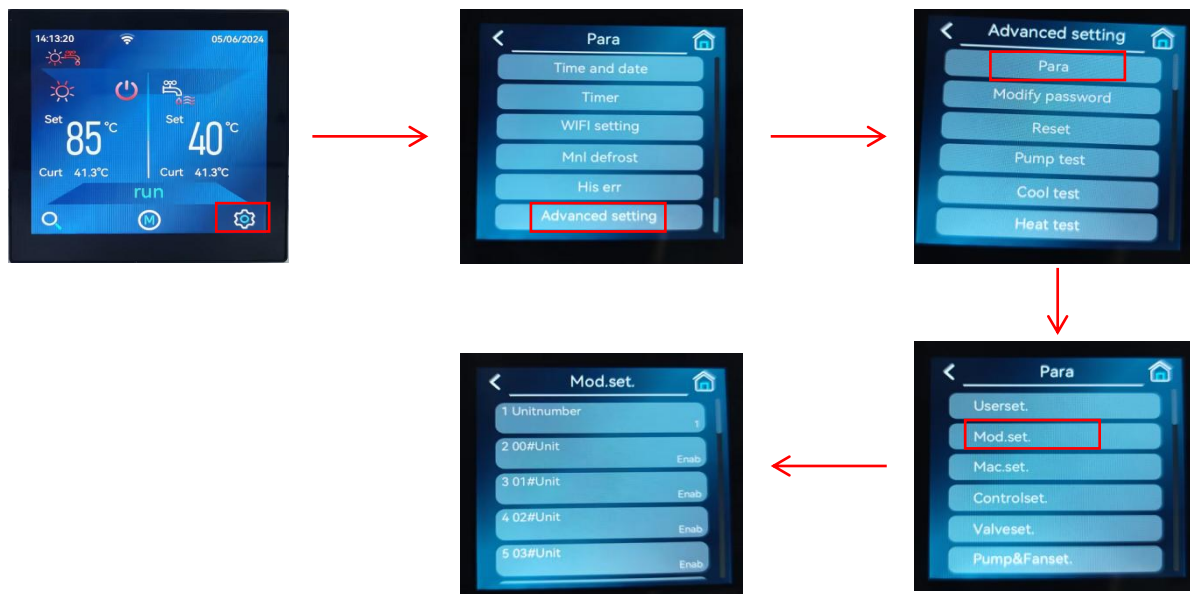 14:13:20
05/06/2024
Set 85°C
Set 40°C
Curt 41.3°C
Curt 41.3°C
run
M
Para
Time and date
Timer
WIFI setting
Mnl defrost
His err
Advanced setting
Advanced setting
Para
Modify password
Reset
Pump test
Cool test
Heat test
Para
Userset.
Mod.set.
Mac.set.
Controlset.
Valveset.
Pump&Fanset.
Mod.set.
1 Unitnumber
1
2 00#Unit
Enab
3 01#Unit
Enab
4 02#Unit
Enab
5 03#Unit
Enab